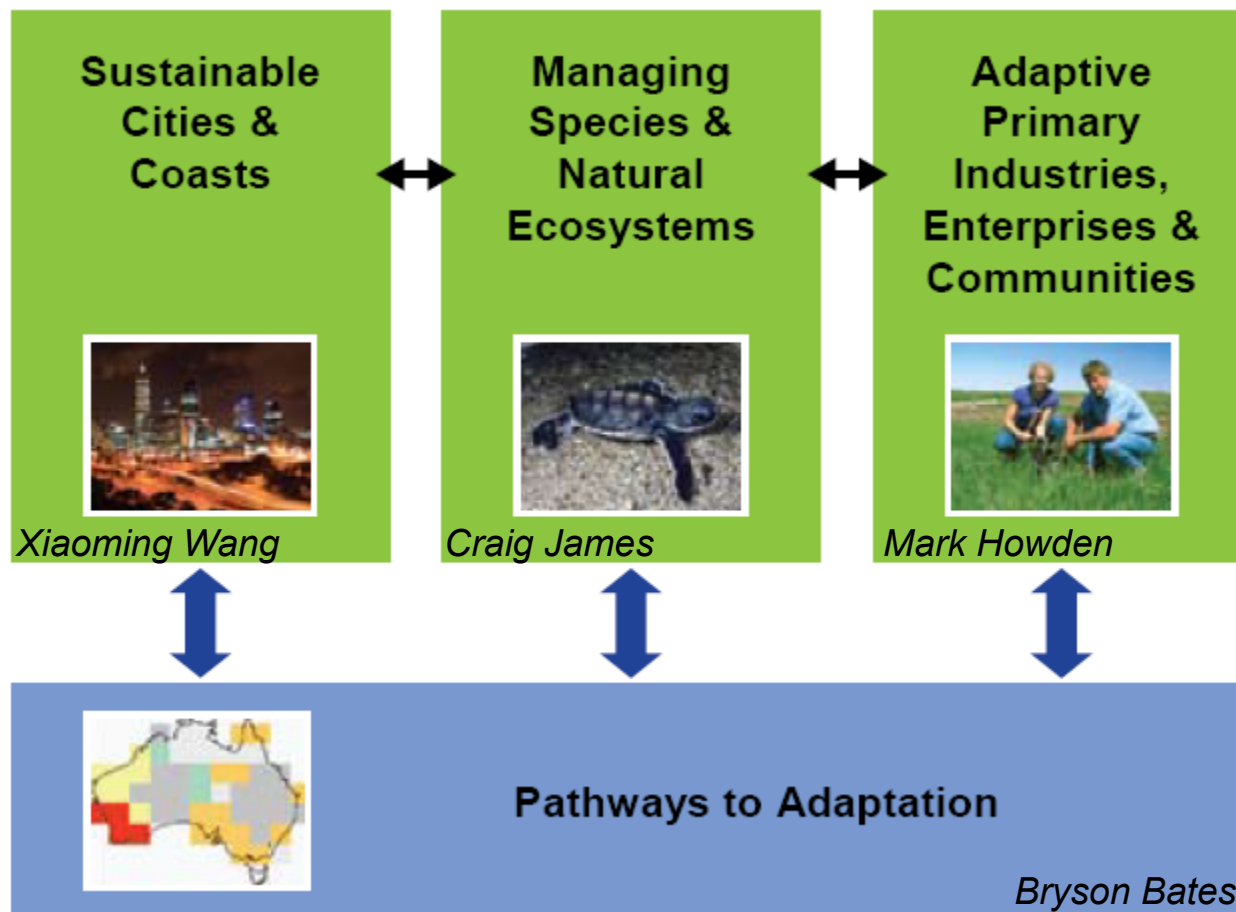 Sustainable
Cities &
Coasts
Xiaoming Wang
Managing
Species &
Natural
Ecosystems
Craig James
Adaptive
Primary
Industries,
Enterprises &
Communities
Mark Howden
Pathways to Adaptation
Bryson Bates